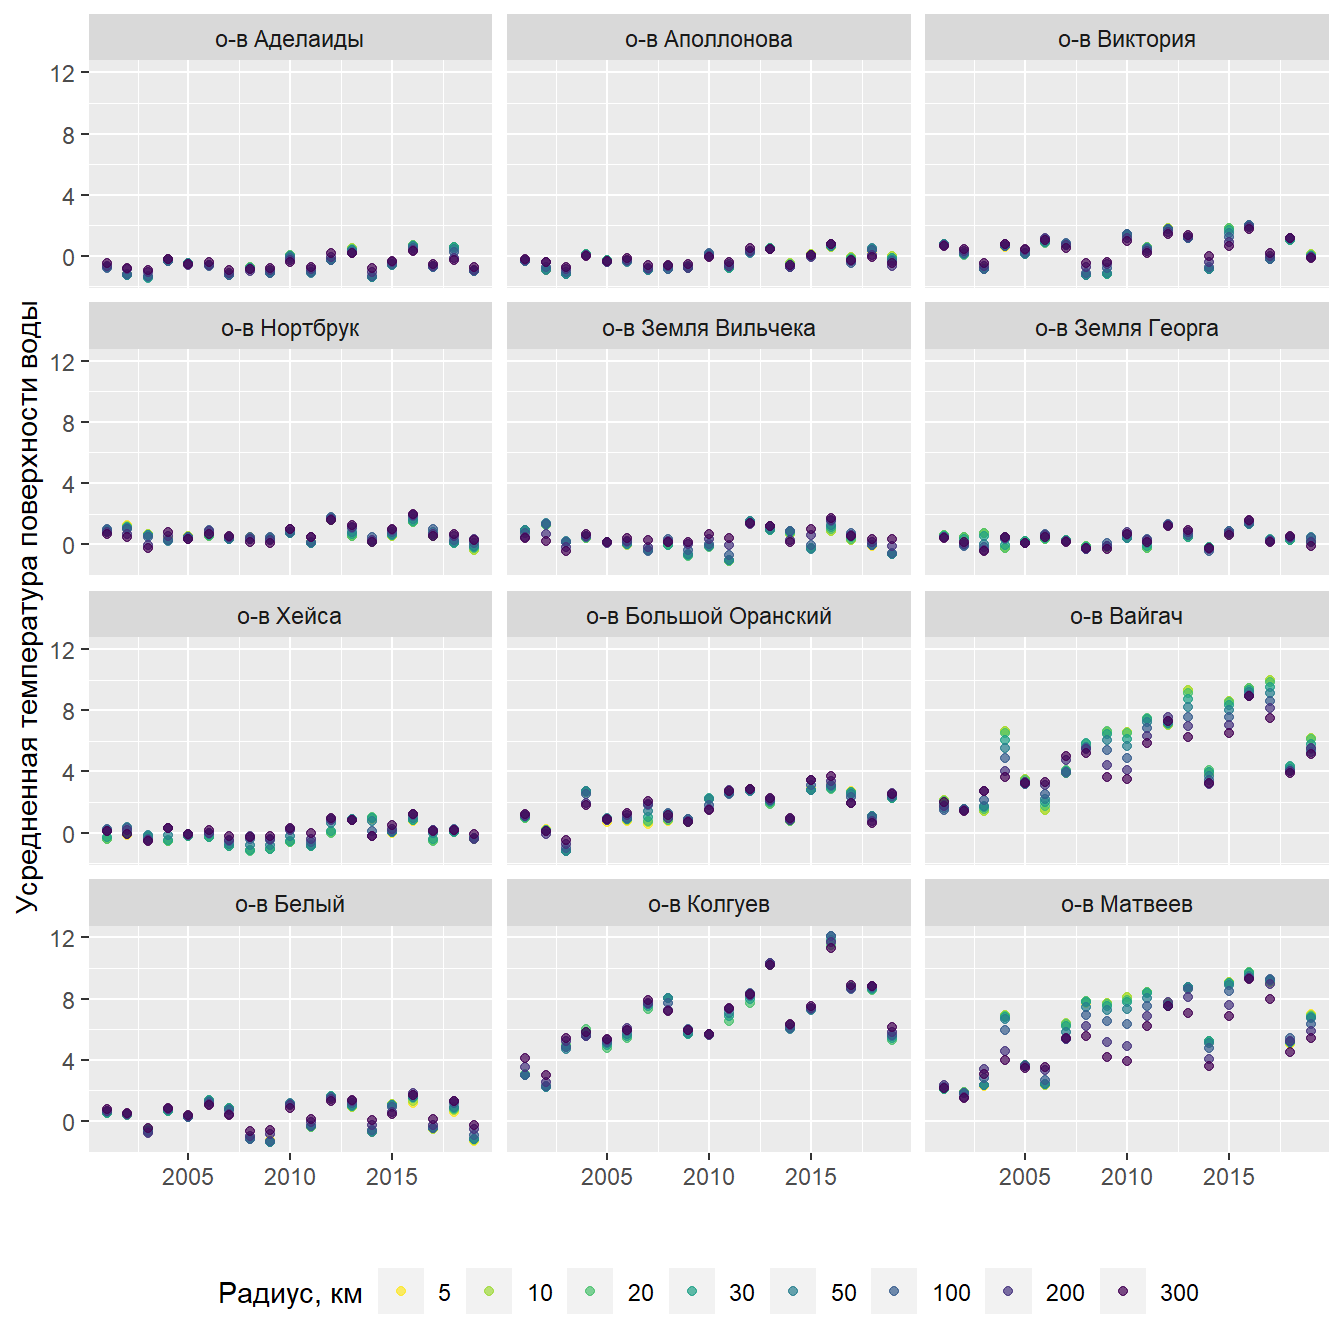 о-в Аделаиды о-в Аполлонова о-в Виктория
12
8
4
0
о-в Нортбрук о-в Земля Вильчека о-в Земля Георга
12
8
4
0
о-в Хейса о-в Большой Оранский о-в Вайгач
12
8
4
0
о-в Белый о-в Колгуев о-в Матвеев
12
8
4
0
2005 2010 2015 2005 2010 2015 2005 2010 2015
Усредненная температура поверхности воды
Радиус, км 5 10 20 30 50 100 200 300